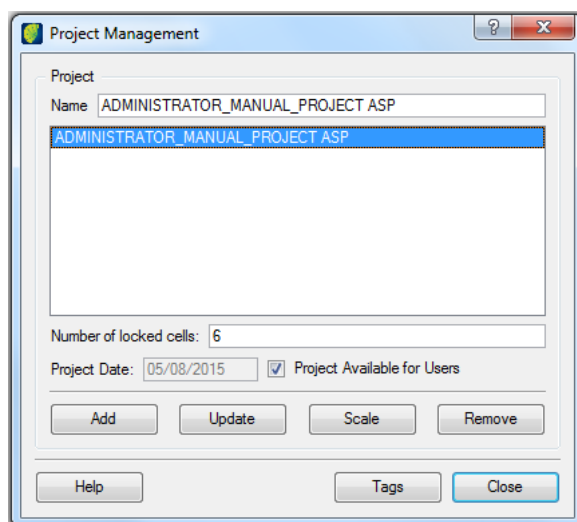 Project Management
Project
Name ADMINISTRATOR_MANUAL_PROJECT ASP
ADMINISTRATOR_MANUAL_PROJECT ASP
Number of locked cells: 6
Project Date: 05/08/2015 Project Available for Users
Add Update Scale Remove
Help Tags Close